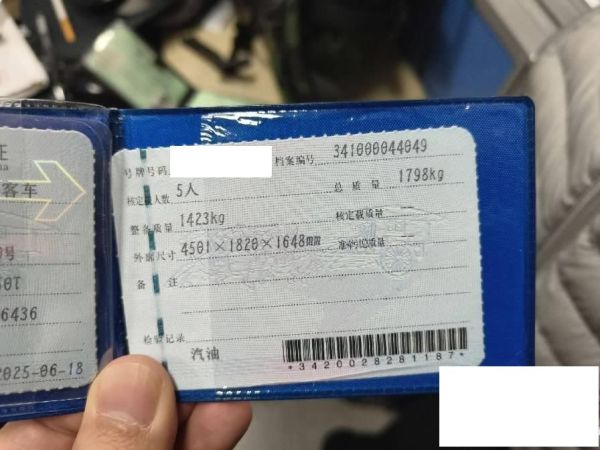 证
客车
号
6436
2025-06-18
号牌号码
档案编号 341000044049
核定载人数 5人
总质量 1798kg
整备质量 1423kg
核定载质量
外廓尺寸 4501×1820×1648mm
准牵引总质量
备注
检验记录
汽油
*3420028281187*